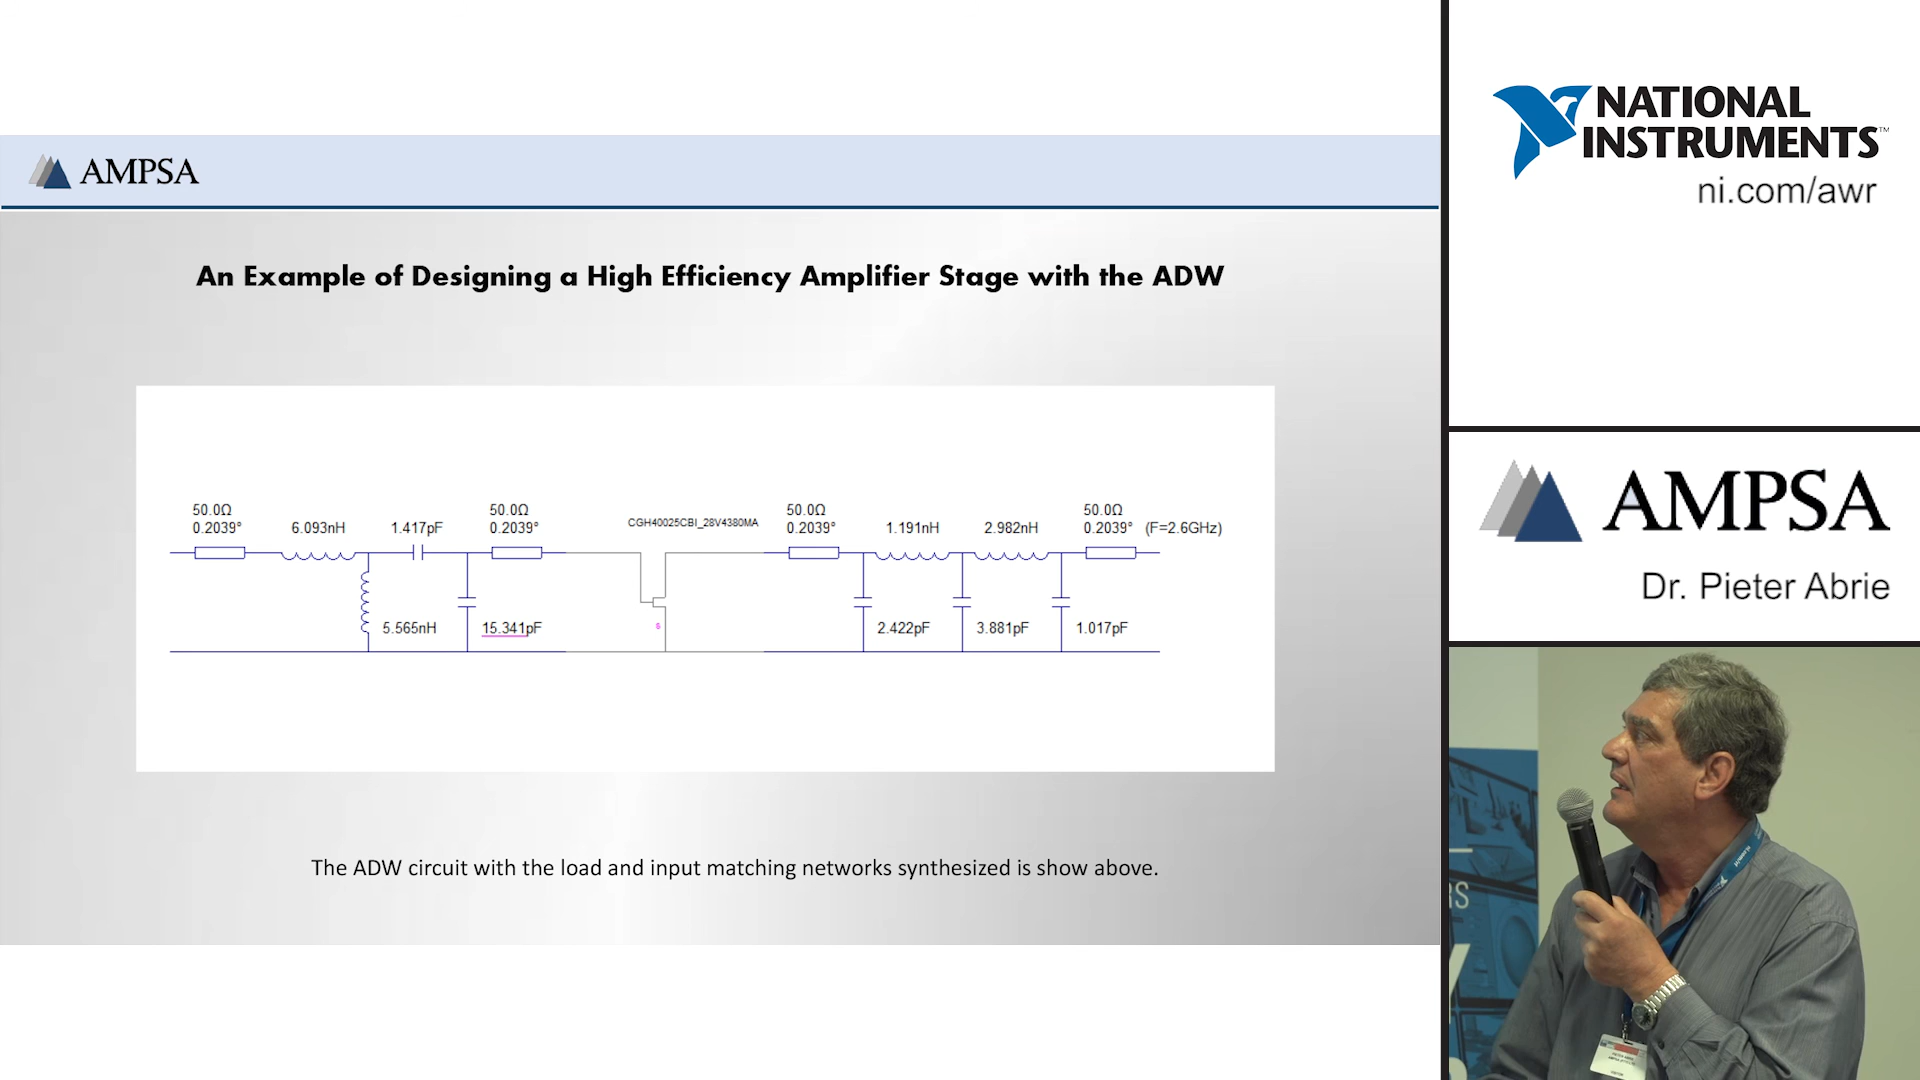 AMPSA
An Example of Designing a High Efficiency Amplifier Stage with the ADW
50.0Ω
0.2039°
6.093nH
1.417pF
50.0Ω
0.2039°
CGH40025CBI_28V4380MA
50.0Ω
0.2039°
1.191nH
2.982nH
50.0Ω
0.2039°
(F=2.6GHz)
5.565nH
15.341pF
s
2.422pF
3.881pF
1.017pF
The ADW circuit with the load and input matching networks synthesized is show above.
NATIONAL
INSTRUMENTS™
ni.com/awr
AMPSA
Dr. Pieter Abrie
RS